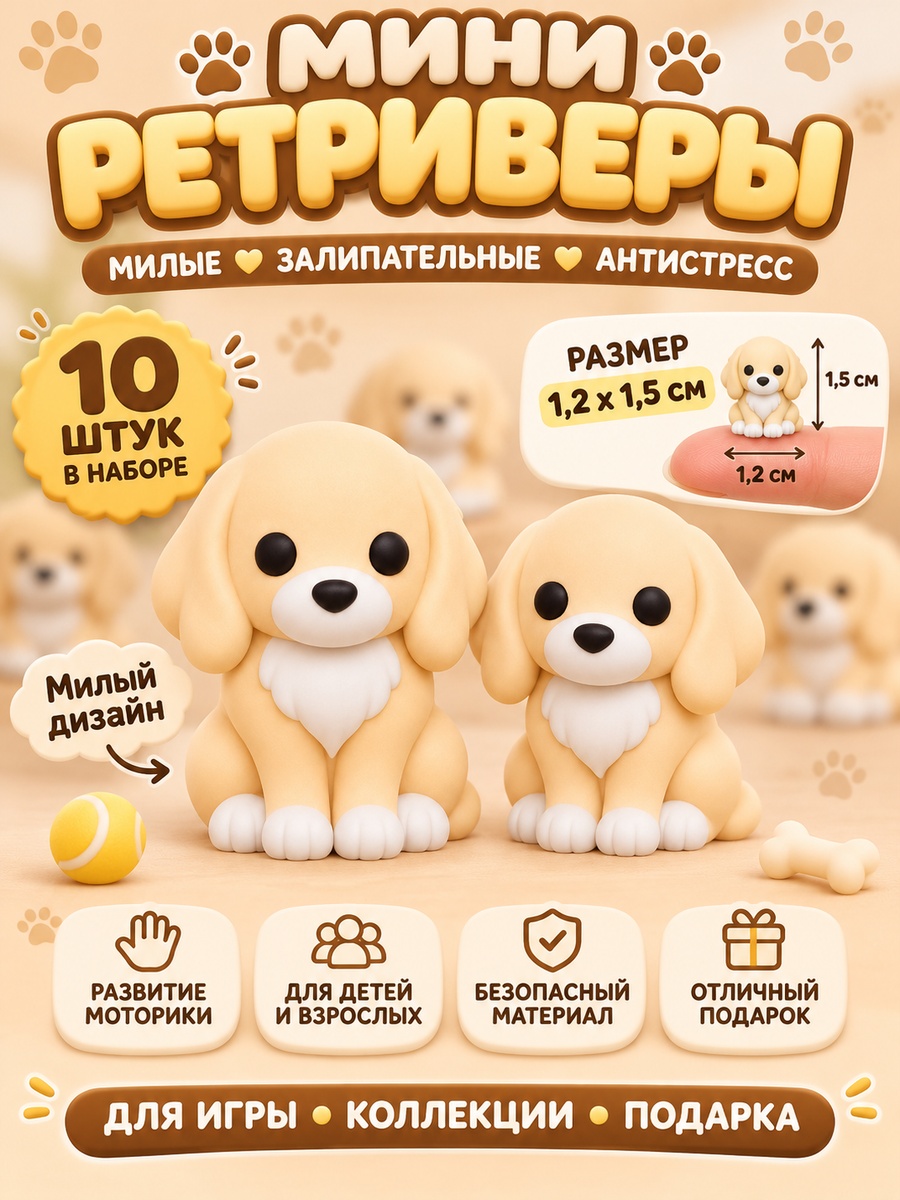 МИНИ
РЕТРИВЕРЫ
МИЛЫЕ 💛 ЗАЛИПАТЕЛЬНЫЕ 💛 АНТИСТРЕСС
10
ШТУК
В НАБОРЕ
РАЗМЕР
1,2 х 1,5 см
1,5 см
1,2 см
Милый
дизайн
РАЗВИТИЕ
МОТОРИКИ
ДЛЯ ДЕТЕЙ
И ВЗРОСЛЫХ
БЕЗОПАСНЫЙ
МАТЕРИАЛ
ОТЛИЧНЫЙ
ПОДАРОК
ДЛЯ ИГРЫ • КОЛЛЕКЦИИ • ПОДАРКА